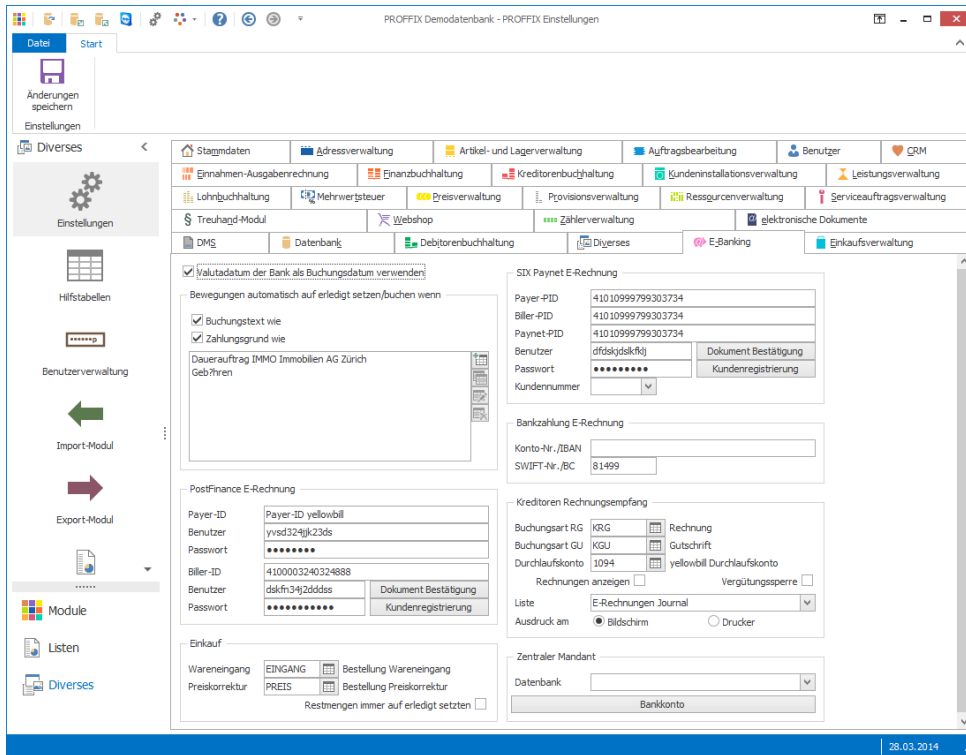 PROFFIX Demodatenbank - PROFFIX Einstellungen
Datei Start
Änderungen
speichern
Einstellungen
Diverses
Einstellungen
Hilfstabellen
Benutzerverwaltung
Import-Modul
Export-Modul
Module
Listen
Diverses
Stammdaten Adressverwaltung Artikel- und Lagerverwaltung Auftragsbearbeitung Benutzer CRM
Einnahmen-Ausgabenrechnung Finanzbuchhaltung Kreditorenbuchhaltung Kundeninstallationsverwaltung Leistungsverwaltung
Lohnbuchhaltung Mehrwertsteuer Preisverwaltung Provisionsverwaltung Ressourcenverwaltung Serviceauftragsverwaltung
Treuhand-Modul Webshop Zählerverwaltung elektronische Dokumente
DMS Datenbank Debitorenbuchhaltung Diverses E-Banking Einkaufsverwaltung
Valutadatum der Bank als Buchungsdatum verwenden
Bewegungen automatisch auf erledigt setzen/buchen wenn
Buchungstext wie
Zahlungsgrund wie
Dauerauftrag IMMO Immobilien AG Zürich
Geb?hren
PostFinance E-Rechnung
Payer-ID Payer-ID yellowbill
Benutzer yvsd324jjk23ds
Passwort ••••••••
Biller-ID 4100003240324888
Benutzer dskfn34j2dddss Dokument Bestätigung
Passwort ••••••••••• Kundenregistrierung
Einkauf
Wareneingang EINGANG Bestellung Wareneingang
Preiskorrektur PREIS Bestellung Preiskorrektur
Restmengen immer auf erledigt setzten
SIX Paynet E-Rechnung
Payer-PID 41010999799303734
Biller-PID 41010999799303734
Paynet-PID 41010999799303734
Benutzer dfdskjdslkfklj Dokument Bestätigung
Passwort ••••••••• Kundenregistrierung
Kundennummer
Bankzahlung E-Rechnung
Konto-Nr./IBAN
SWIFT-Nr./BC 81499
Kreditoren Rechnungsempfang
Buchungsart RG KRG Rechnung
Buchungsart GU KGU Gutschrift
Durchlaufskonto 1094 yellowbill Durchlaufskonto
Rechnungen anzeigen Vergütungssperre
Liste E-Rechnungen Journal
Ausdruck am Bildschirm Drucker
Zentraler Mandant
Datenbank
Bankkonto
28.03.2014